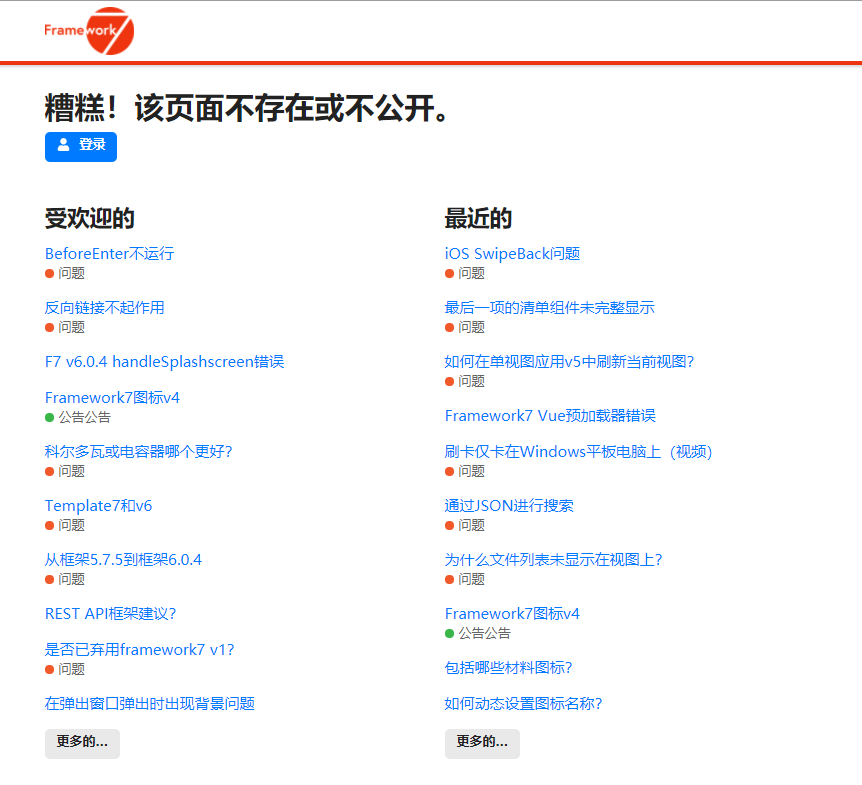 Framework7
糟糕！该页面不存在或不公开。
登录
受欢迎的
BeforeEnter不运行
问题
反向链接不起作用
问题
F7 v6.0.4 handleSplashscreen错误
Framework7图标v4
公告公告
科尔多瓦或电容器哪个更好？
问题
Template7和v6
问题
从框架5.7.5到框架6.0.4
问题
REST API框架建议？
是否已弃用framework7 v1？
问题
在弹出窗口弹出时出现背景问题
更多的...
最近的
iOS SwipeBack问题
问题
最后一项的清单组件未完整显示
问题
如何在单视图应用v5中刷新当前视图？
问题
Framework7 Vue预加载器错误
刷卡仅卡在Windows平板电脑上（视频）
问题
通过JSON进行搜索
问题
为什么文件列表未显示在视图上？
问题
Framework7图标v4
公告公告
包括哪些材料图标？
如何动态设置图标名称？
更多的...